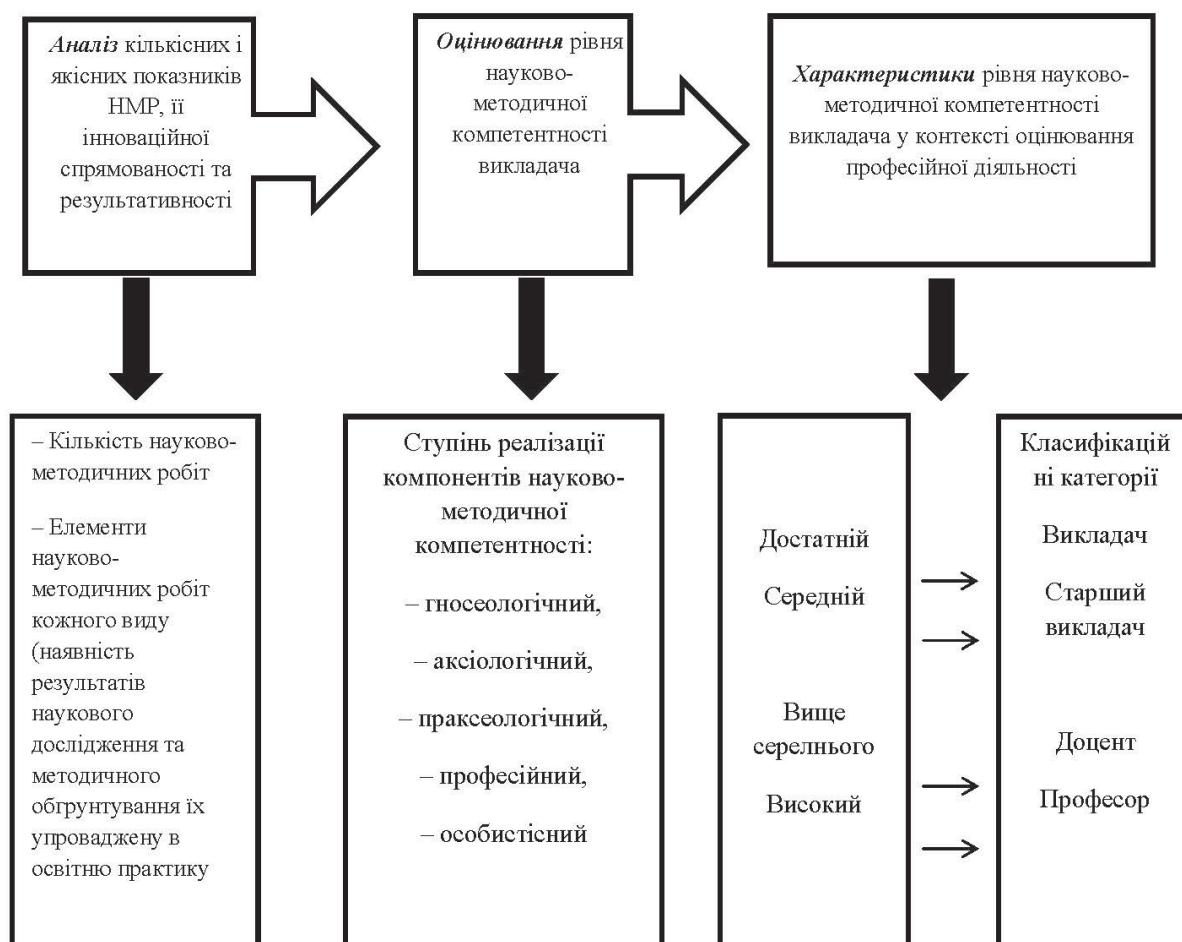 Аналіз кількісних і
якісних показників
НМР, її
інноваційної
спрямованості та
результативності
Оцінювання рівня
науково-
методичної
компетентності
викладача
Характеристики рівня науково-
методичної компетентності
викладача у контексті оцінювання
професійної діяльності
– Кількість науково-
методичних робіт
– Елементи
науково-
методичних робіт
кожного виду
(наявність
результатів
наукового
дослідження та
методичного
обгрунтування їх
упроваджену в
освітню практику
Ступінь реалізації
компонентів науково-
методичної
компетентності:
– гносеологічний,
– аксіологічний,
– праксеологічний,
– професійний,
– особистісний
Достатній
Середній
Вище
серелнього
Високий
Класифікацій
ні категорії
Викладач
Старший
викладач
Доцент
Професор